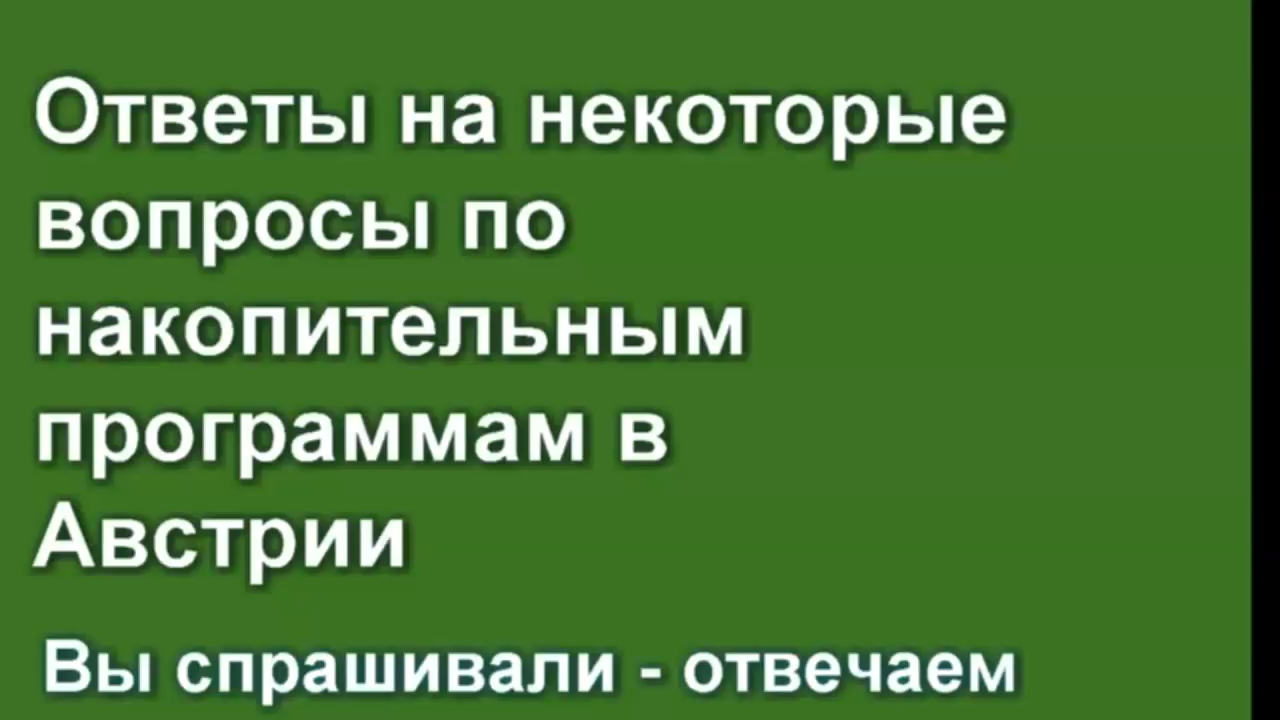 Ответы на некоторые
вопросы по
накопительным
программам в
Австрии
Вы спрашивали - отвечаем